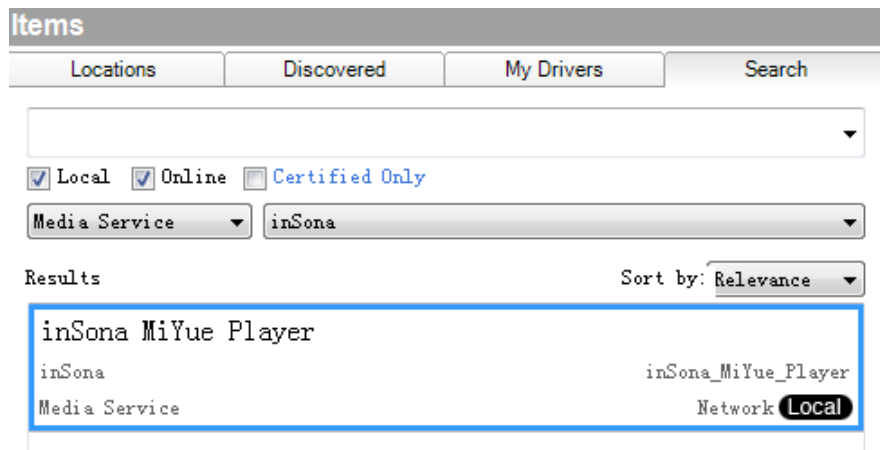 Items
Locations Discovered My Drivers Search
Local Online Certified Only
Media Service inSona
Results Sort by: Relevance
inSona MiYue Player
inSona inSona_MiYue_Player
Media Service Network Local